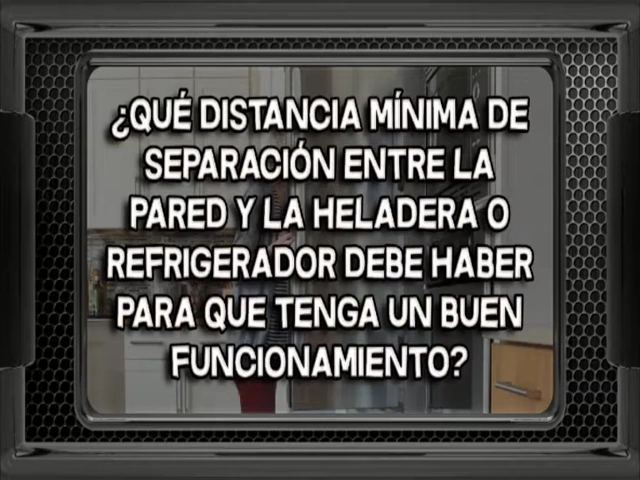 ¿QUÉ DISTANCIA MÍNIMA DE
SEPARACIÓN ENTRE LA
PARED Y LA HELADERA O
REFRIGERADOR DEBE HABER
PARA QUE TENGA UN BUEN
FUNCIONAMIENTO?